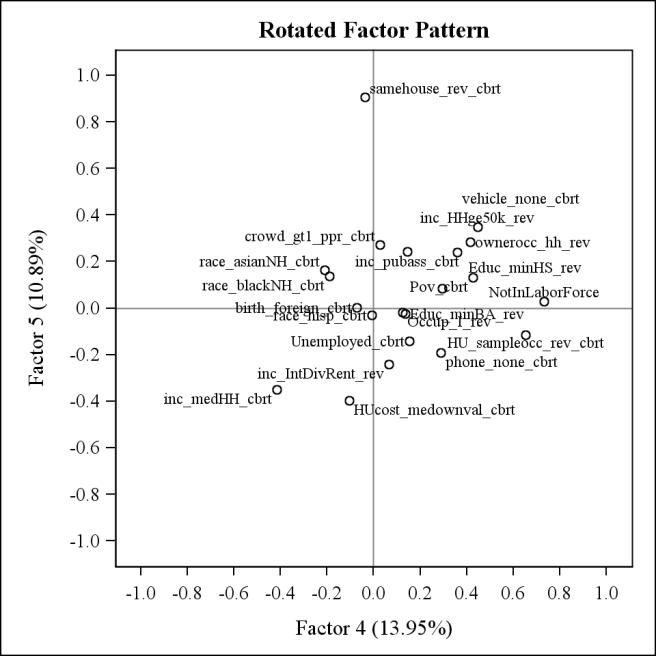 Rotated Factor Pattern
1.0
samehouse_rev_cbrt
0.8
0.6
vehicle_none_cbrt
0.4
inc_HHge50k_rev
crowd_gt1_ppr_cbrt
ownerocc_hh_rev
0.2
race_asianNH_cbrt
inc_pubass_cbrt
Educ_minHS_rev
race_blackNH_cbrt
Pov_cbrt
NotInLaborForce
0.0
birth_foreign_cbrt
race_hisp_cbrt
Educ_minBA_rev
Occup_1_rev
Unemployed_cbrt
HU_sampleocc_rev_cbrt
-0.2
phone_none_cbrt
inc_IntDivRent_rev
-0.4
inc_medHH_cbrt
HUcost_medownval_cbrt
-0.6
-0.8
-1.0
Factor 5 (10.89%)
-1.0 -0.8 -0.6 -0.4 -0.2 0.0 0.2 0.4 0.6 0.8 1.0
Factor 4 (13.95%)